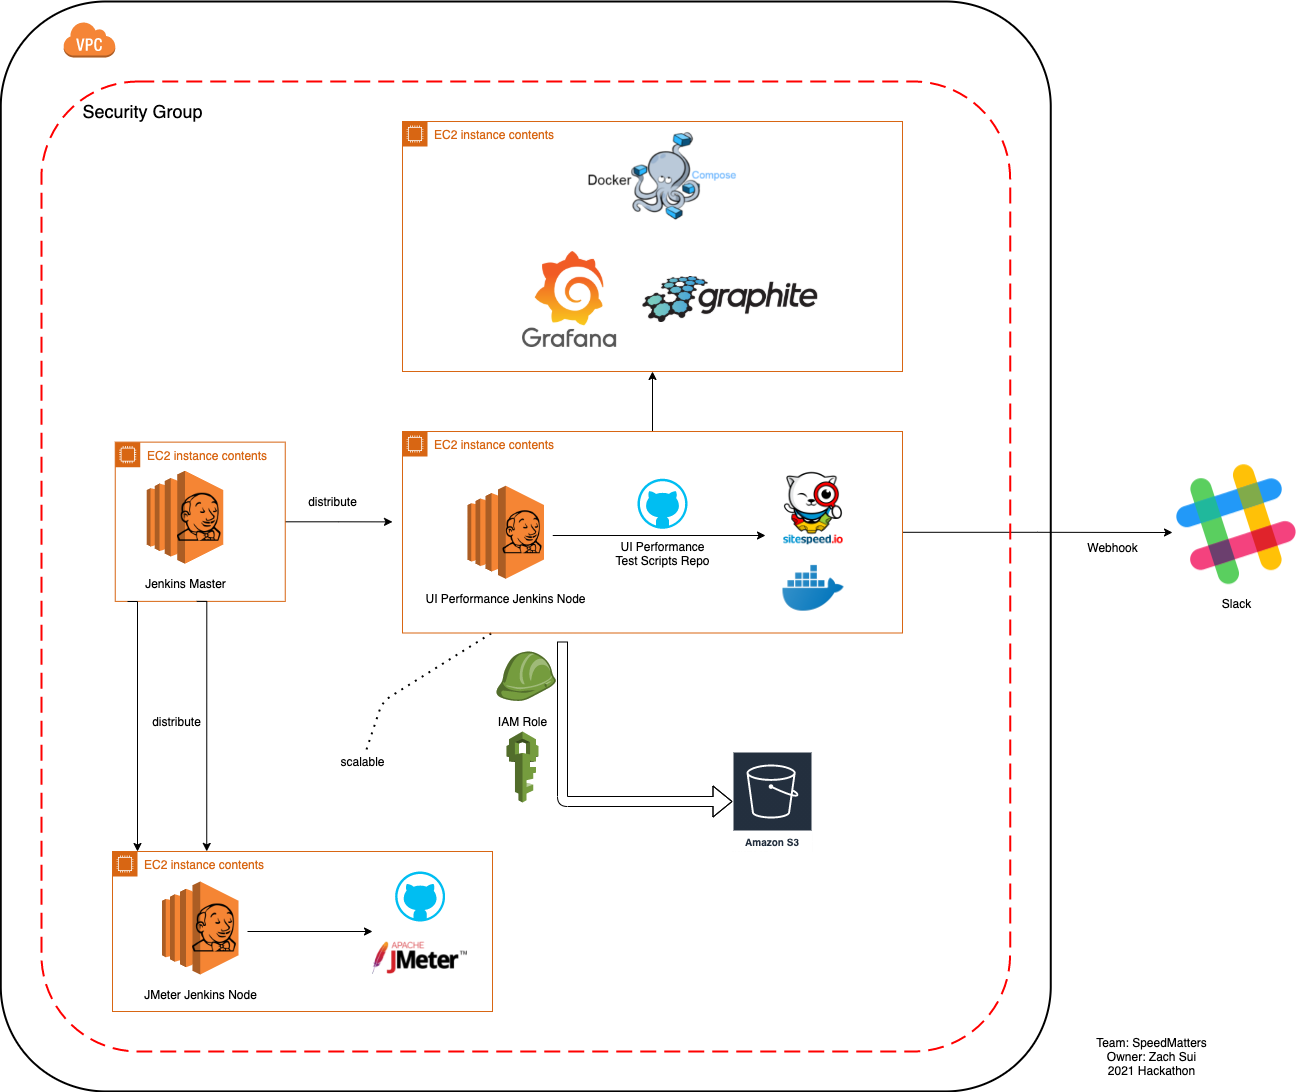 VPC
Security Group
EC2 instance contents
Docker
Compose
Grafana
graphite
EC2 instance contents
Jenkins Master
distribute
EC2 instance contents
UI Performance Jenkins Node
UI Performance
Test Scripts Repo
sitespeed.io
Webhook
Slack
distribute
scalable
IAM Role
Amazon S3
EC2 instance contents
JMeter Jenkins Node
APACHE
JMeter™
Team: SpeedMatters
Owner: Zach Sui
2021 Hackathon